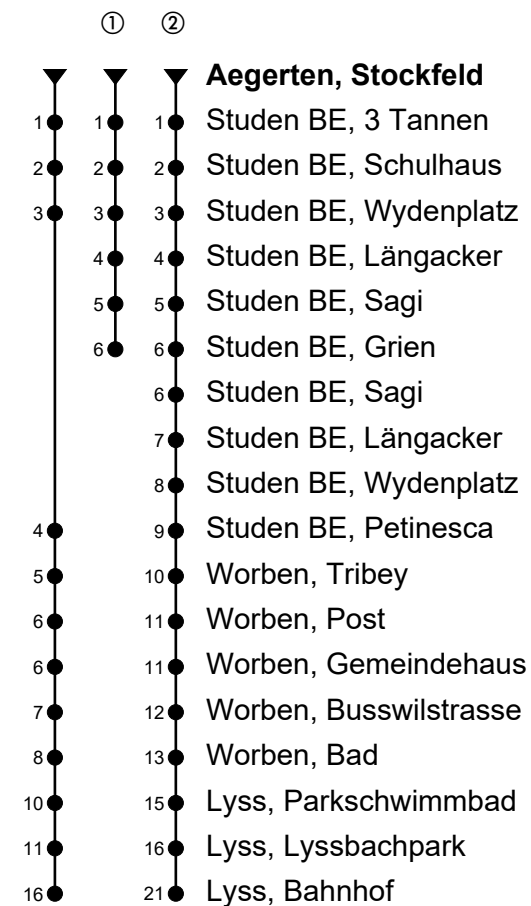 ① ②
Aegerten, Stockfeld
1 1 1 Studen BE, 3 Tannen
2 2 2 Studen BE, Schulhaus
3 3 3 Studen BE, Wydenplatz
4 4 Studen BE, Längacker
5 5 Studen BE, Sagi
6 6 Studen BE, Grien
6 Studen BE, Sagi
7 Studen BE, Längacker
8 Studen BE, Wydenplatz
4 9 Studen BE, Petinesca
5 10 Worben, Tribey
6 11 Worben, Post
6 11 Worben, Gemeindehaus
7 12 Worben, Busswilstrasse
8 13 Worben, Bad
10 15 Lyss, Parkschwimmbad
11 16 Lyss, Lyssbachpark
16 21 Lyss, Bahnhof